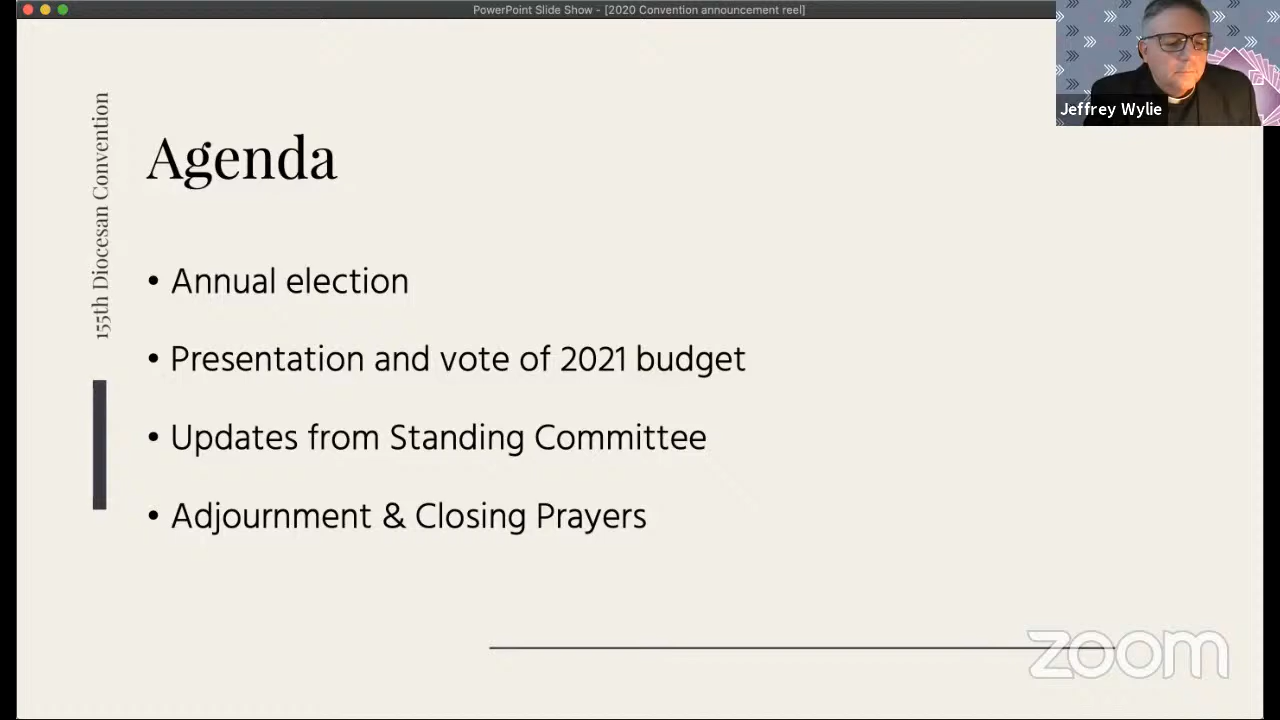 PowerPoint Slide Show - [2020 Convention announcement reel]
Jeffrey Wylie
155th Diocesan Convention
Agenda
• Annual election
• Presentation and vote of 2021 budget
• Updates from Standing Committee
• Adjournment & Closing Prayers
zoom